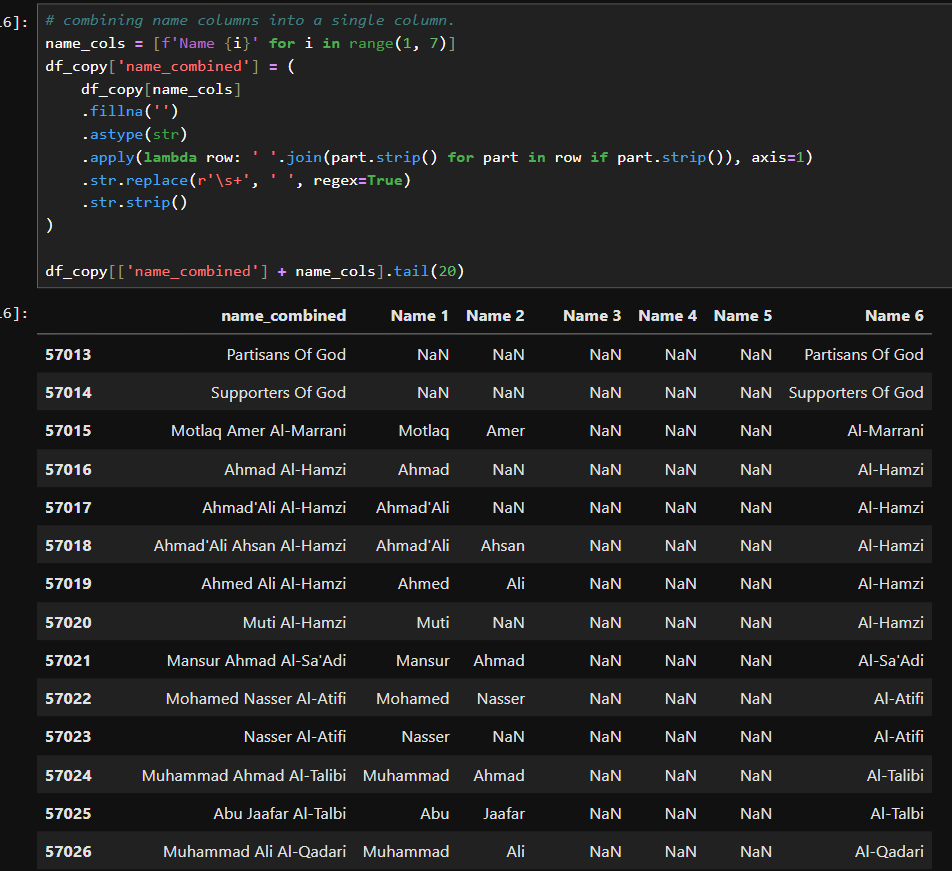 .6]:
# combining name columns into a single column.
name_cols = [f'Name {i}' for i in range(1, 7)]
df_copy['name_combined'] = (
    df_copy[name_cols]
    .fillna('')
    .astype(str)
    .apply(lambda row: ' '.join(part.strip() for part in row if part.strip()), axis=1)
    .str.replace(r'\s+', ' ', regex=True)
    .str.strip()
)
df_copy[['name_combined'] + name_cols].tail(20)
.6]:
name_combined Name 1 Name 2 Name 3 Name 4 Name 5 Name 6
57013 Partisans Of God NaN NaN NaN NaN NaN Partisans Of God
57014 Supporters Of God NaN NaN NaN NaN NaN Supporters Of God
57015 Motlaq Amer Al-Marrani Motlaq Amer NaN NaN NaN Al-Marrani
57016 Ahmad Al-Hamzi Ahmad NaN NaN NaN NaN Al-Hamzi
57017 Ahmad'Ali Al-Hamzi Ahmad'Ali NaN NaN NaN NaN Al-Hamzi
57018 Ahmad'Ali Ahsan Al-Hamzi Ahmad'Ali Ahsan NaN NaN NaN Al-Hamzi
57019 Ahmed Ali Al-Hamzi Ahmed Ali NaN NaN NaN Al-Hamzi
57020 Muti Al-Hamzi Muti NaN NaN NaN NaN Al-Hamzi
57021 Mansur Ahmad Al-Sa'Adi Mansur Ahmad NaN NaN NaN Al-Sa'Adi
57022 Mohamed Nasser Al-Atifi Mohamed Nasser NaN NaN NaN Al-Atifi
57023 Nasser Al-Atifi Nasser NaN NaN NaN NaN Al-Atifi
57024 Muhammad Ahmad Al-Talibi Muhammad Ahmad NaN NaN NaN Al-Talibi
57025 Abu Jaafar Al-Talbi Abu Jaafar NaN NaN NaN Al-Talbi
57026 Muhammad Ali Al-Qadari Muhammad Ali NaN NaN NaN Al-Qadari